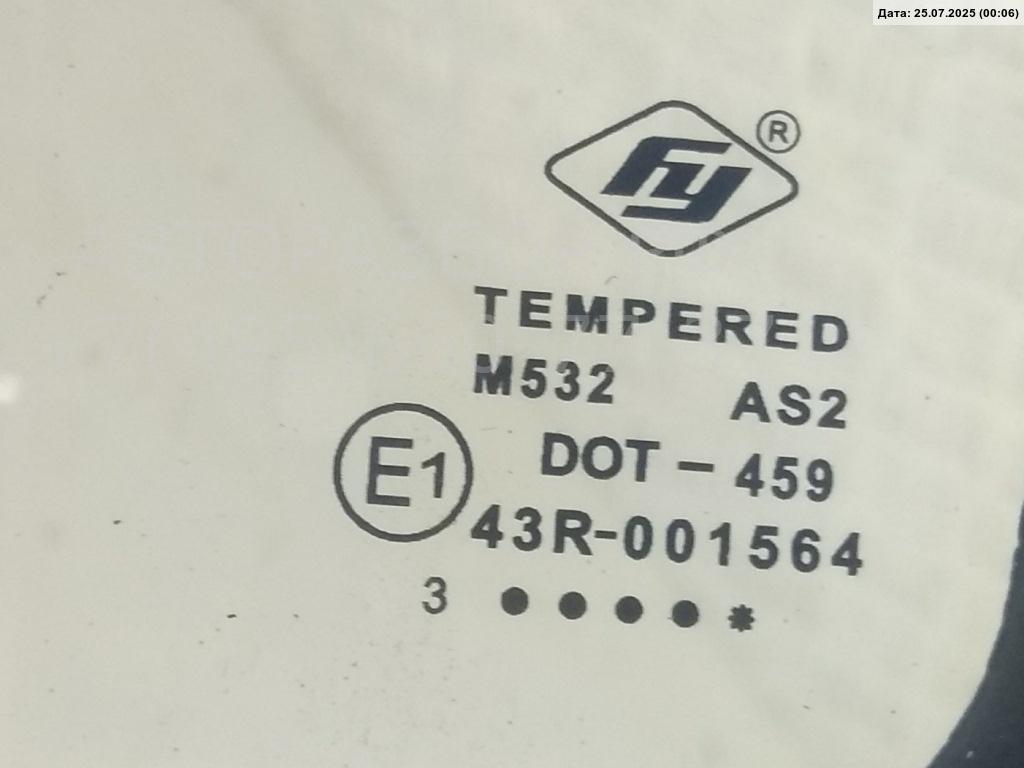 Дата: 25.07.2025 (00:06)
FY ®
TEMPERED
M532 AS2
DOT - 459
E1
43R-001564
3 ● ● ● ● *